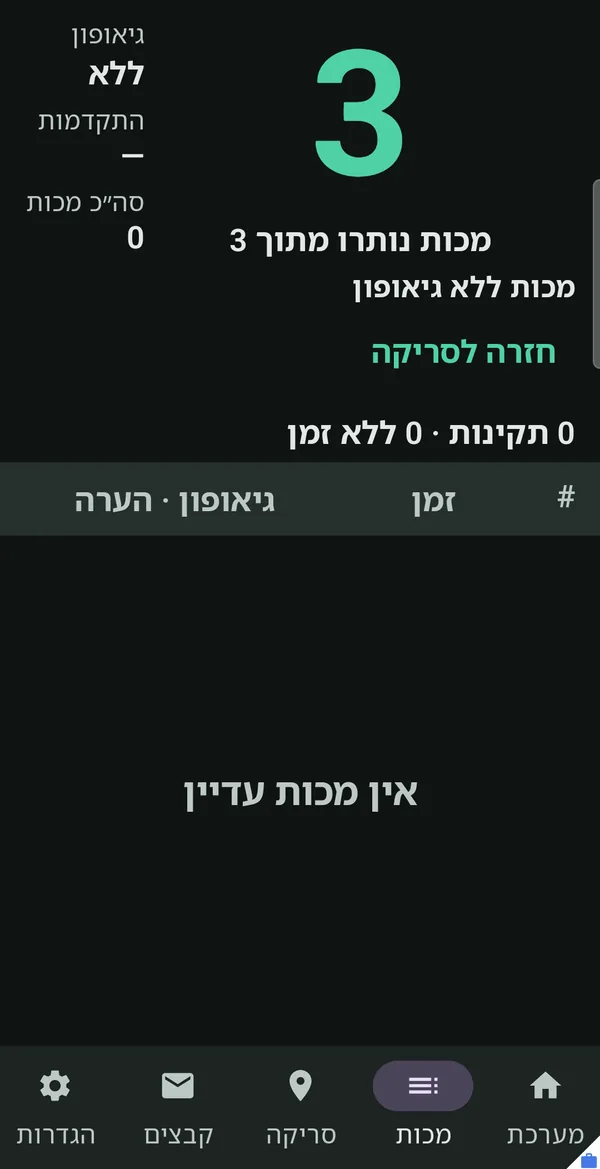 3
מכות נותרו מתוך 3
גיאופון
ללא
התקדמות
—
סה״כ מכות
0
מכות ללא גיאופון
חזרה לסריקה
0 תקינות · 0 ללא זמן
# זמן גיאופון · הערה
אין מכות עדיין
מערכת מכות סריקה קבצים הגדרות